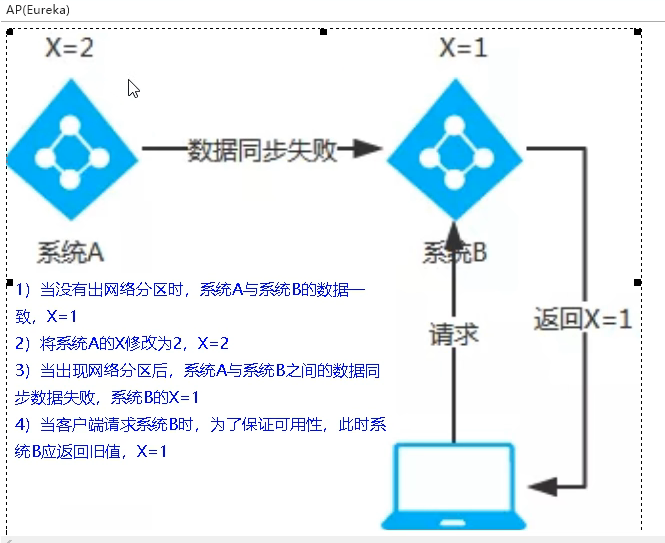 AP(Eureka)
X=2
X=1
数据同步失败
系统A
系统B
1）当没有出网络分区时，系统A与系统B的数据一
致，X=1
2）将系统A的X修改为2，X=2
3）当出现网络分区后，系统A与系统B之间的数据同
步数据失败，系统B的X=1
4）当客户端请求系统B时，为了保证可用性，此时系
统B应返回旧值，X=1
请求
返回X=1